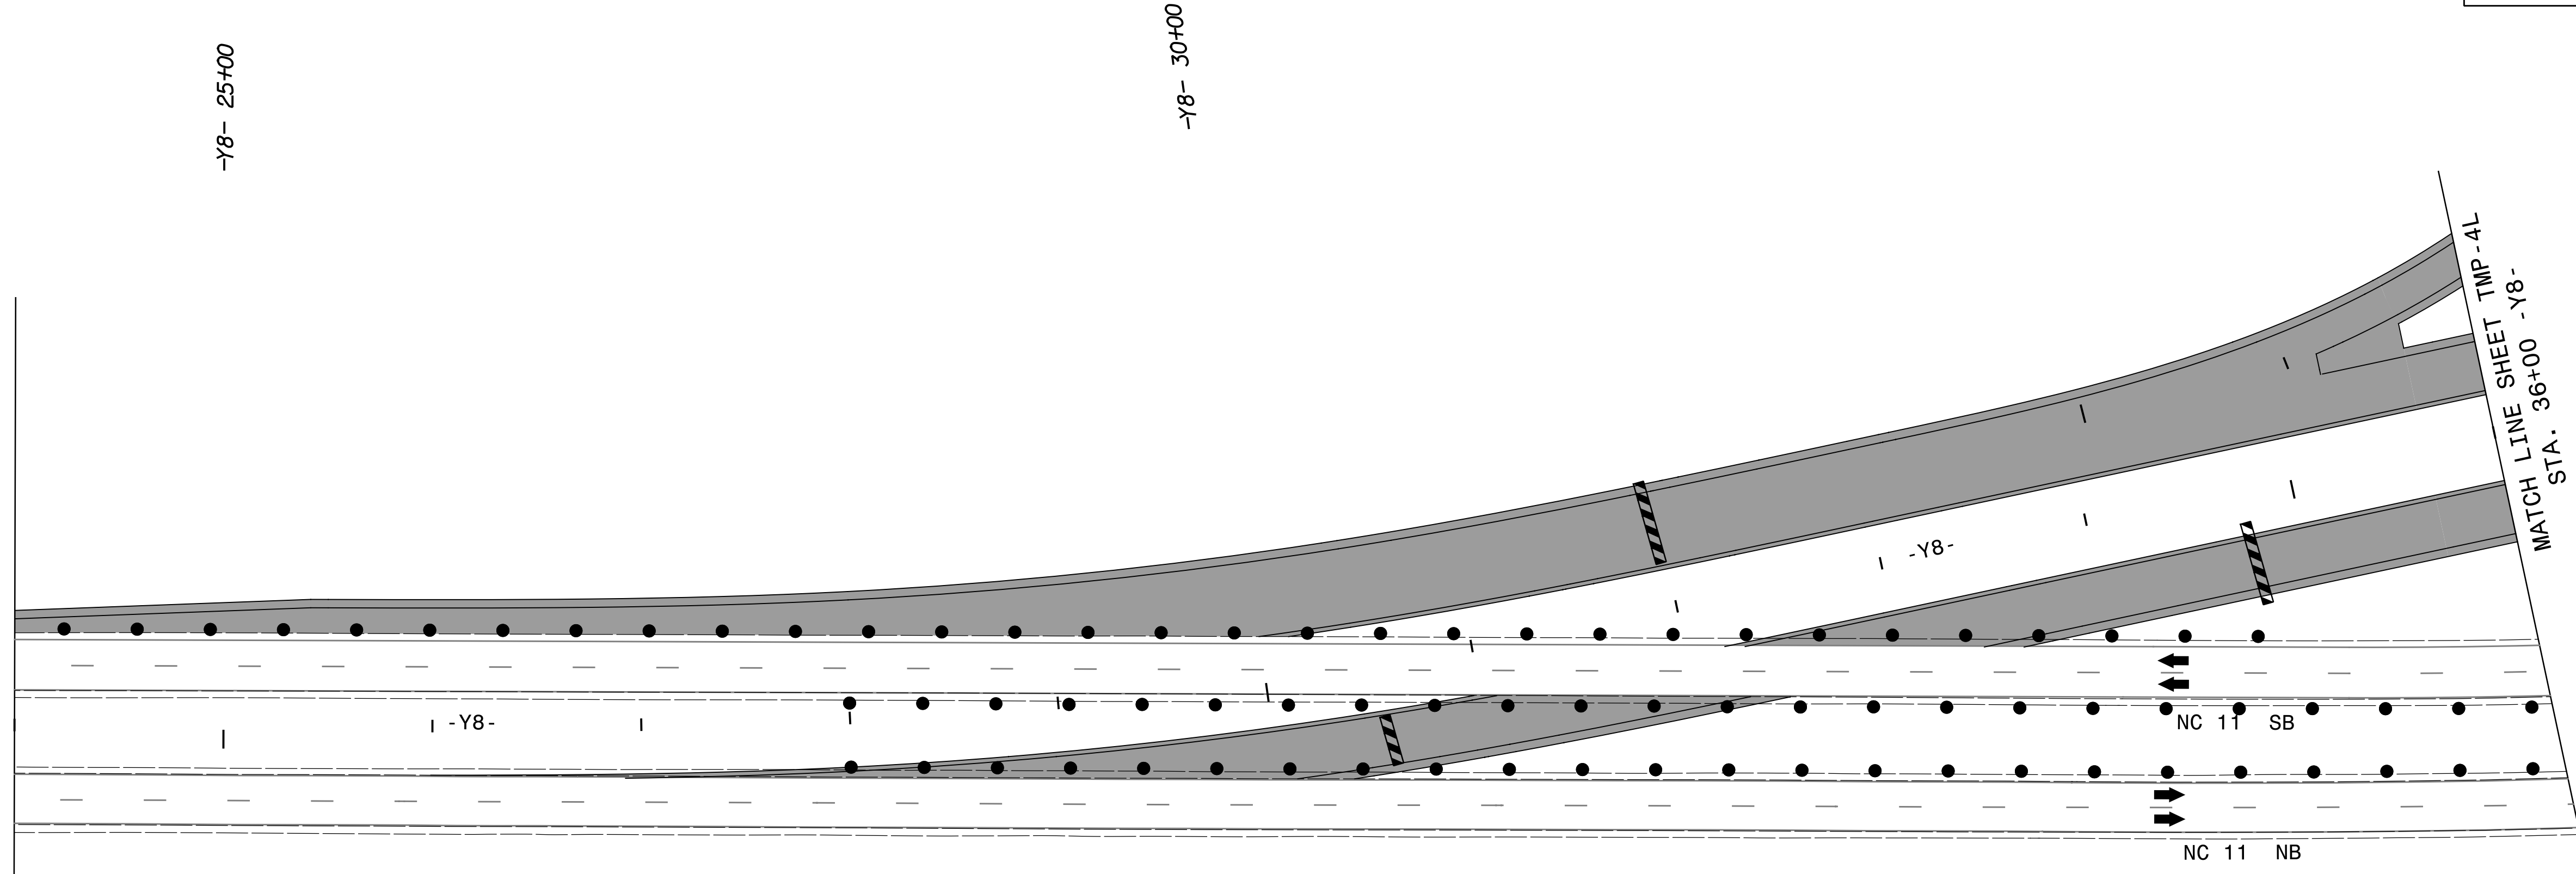 -Y8- 25+00
-Y8- 30+00
MATCH LINE SHEET TMP-4L
STA. 36+00 -Y8-
-Y8-
-Y8-
NC 11 SB
NC 11 NB